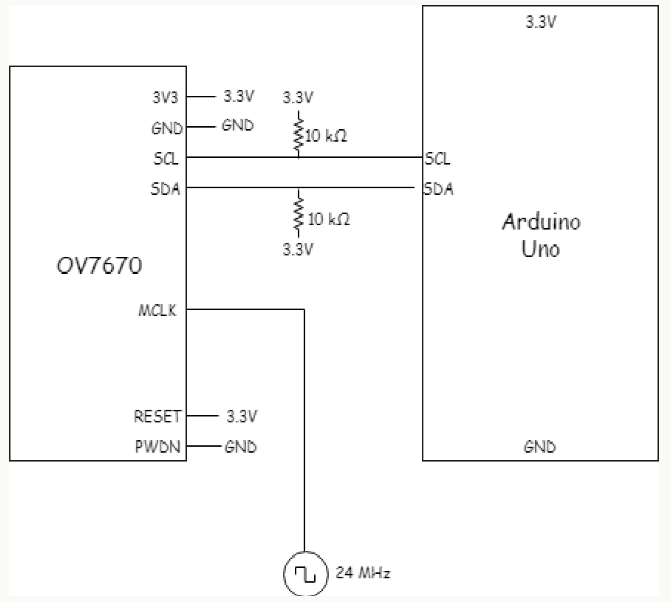 3.3V
3V3
3.3V
3.3V
GND
GND
10 kΩ
SCL
SCL
SDA
SDA
10 kΩ
Arduino
Uno
3.3V
OV7670
MCLK
RESET
3.3V
PWDN
GND
GND
24 MHz